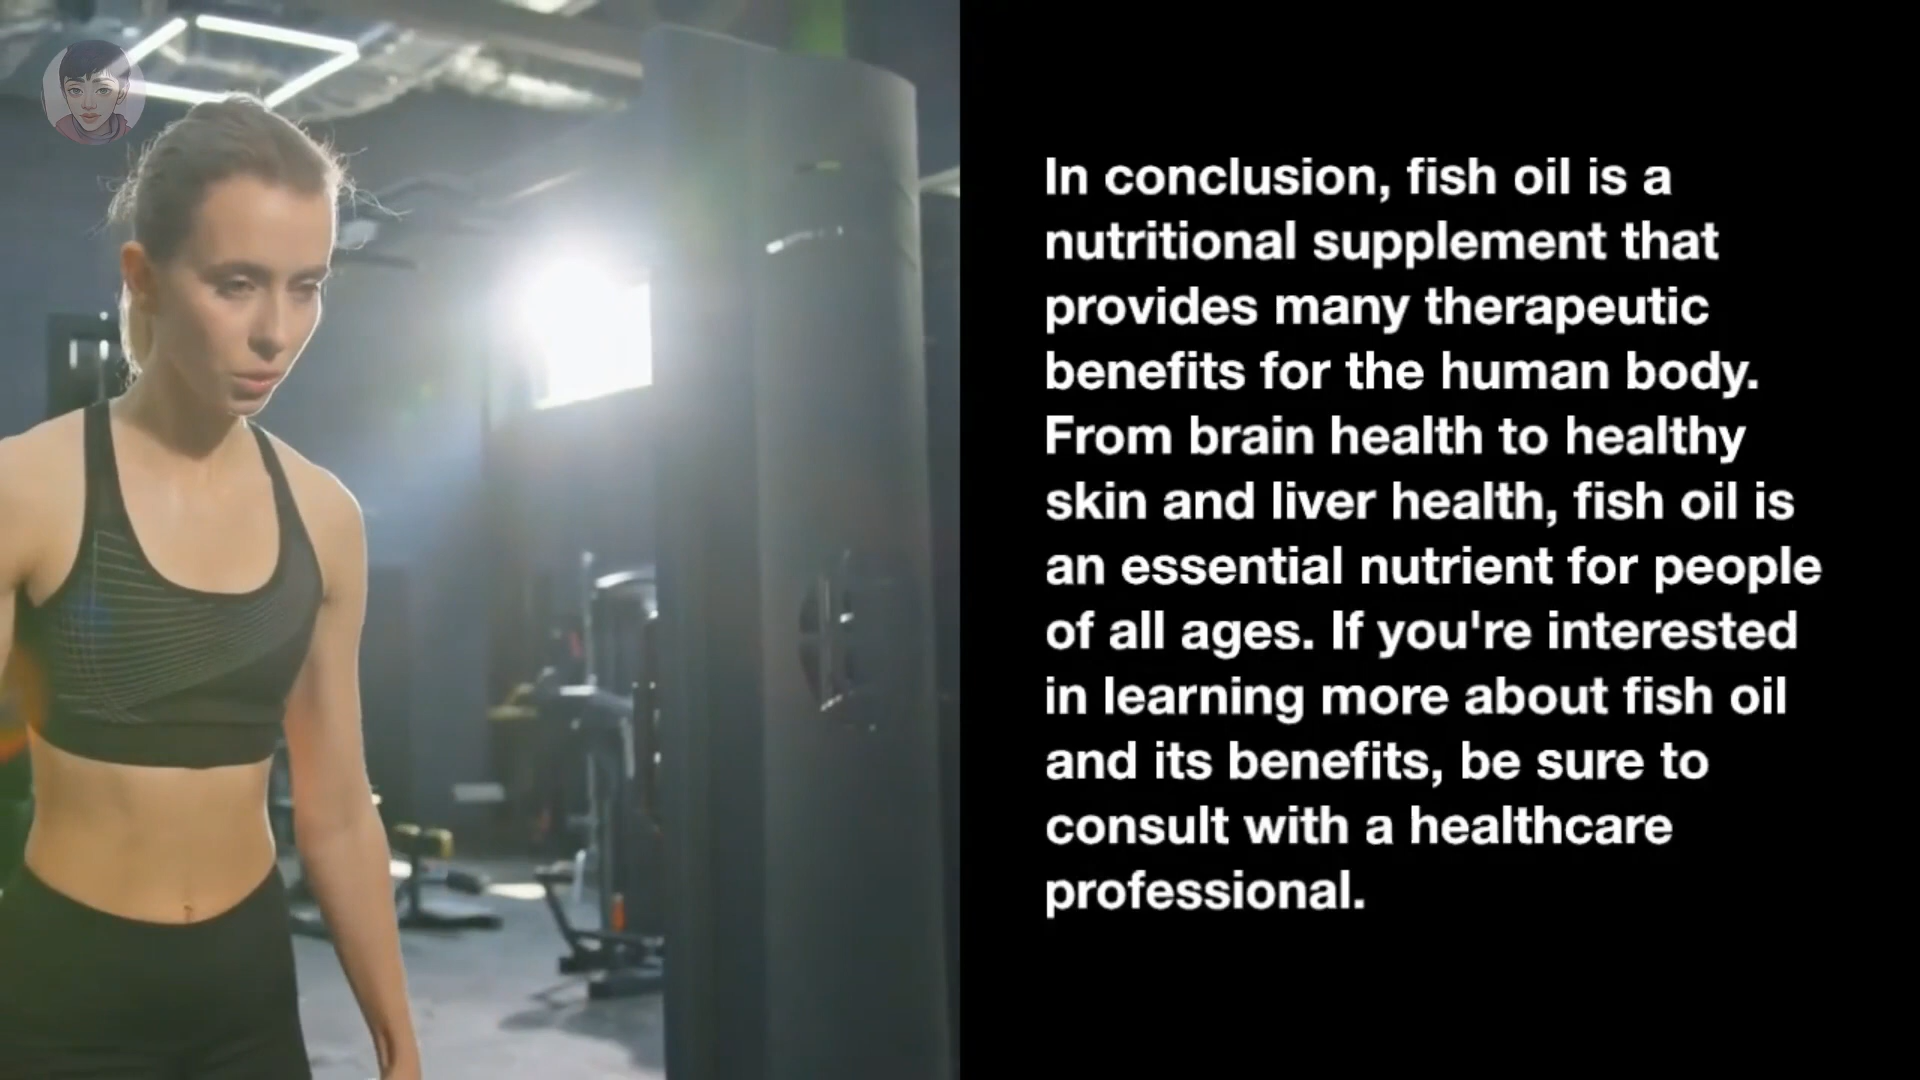 In conclusion, fish oil is a
nutritional supplement that
provides many therapeutic
benefits for the human body.
From brain health to healthy
skin and liver health, fish oil is
an essential nutrient for people
of all ages. If you're interested
in learning more about fish oil
and its benefits, be sure to
consult with a healthcare
professional.